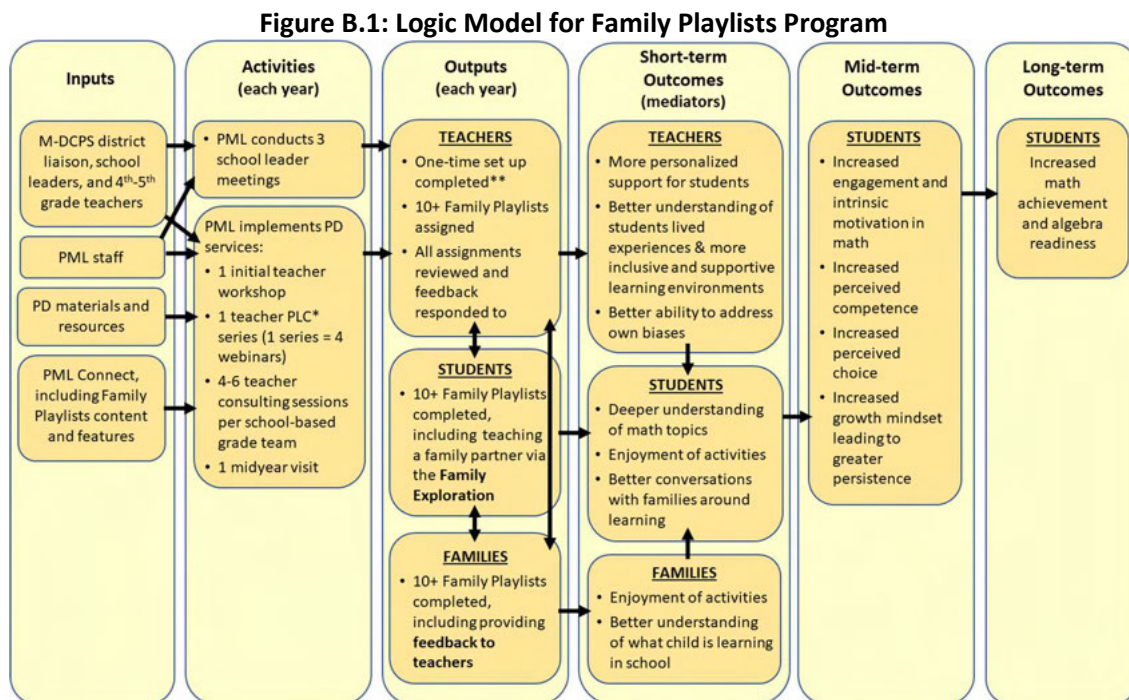 Figure B.1: Logic Model for Family Playlists Program
Inputs
M-DCPS district
liaison, school
leaders, and 4th-5th
grade teachers
PML staff
PD materials and
resources
PML Connect,
including Family
Playlists content
and features
Activities
(each year)
• PML conducts 3
school leader
meetings
PML implements PD
services:
• 1 initial teacher
workshop
• 1 teacher PLC*
series (1 series = 4
webinars)
• 4-6 teacher
consulting sessions
per school-based
grade team
• 1 midyear visit
Outputs
(each year)
TEACHERS
• One-time set up
completed**
• 10+ Family Playlists
assigned
• All assignments
reviewed and
feedback
responded to
STUDENTS
• 10+ Family Playlists
completed,
including teaching
a family partner via
the Family
Exploration
FAMILIES
• 10+ Family Playlists
completed,
including providing
feedback to
teachers
Short-term
Outcomes
(mediators)
TEACHERS
• More personalized
support for students
• Better understanding of
students lived
experiences & more
inclusive and supportive
learning environments
• Better ability to address
own biases
STUDENTS
• Deeper understanding
of math topics
• Enjoyment of activities
• Better conversations
with families around
learning
FAMILIES
• Enjoyment of activities
• Better understanding
of what child is learning
in school
Mid-term
Outcomes
STUDENTS
• Increased
engagement and
intrinsic
motivation in
math
• Increased
perceived
competence
• Increased
perceived
choice
• Increased
growth mindset
leading to
greater
persistence
Long-term
Outcomes
STUDENTS
Increased
math
achievement
and algebra
readiness